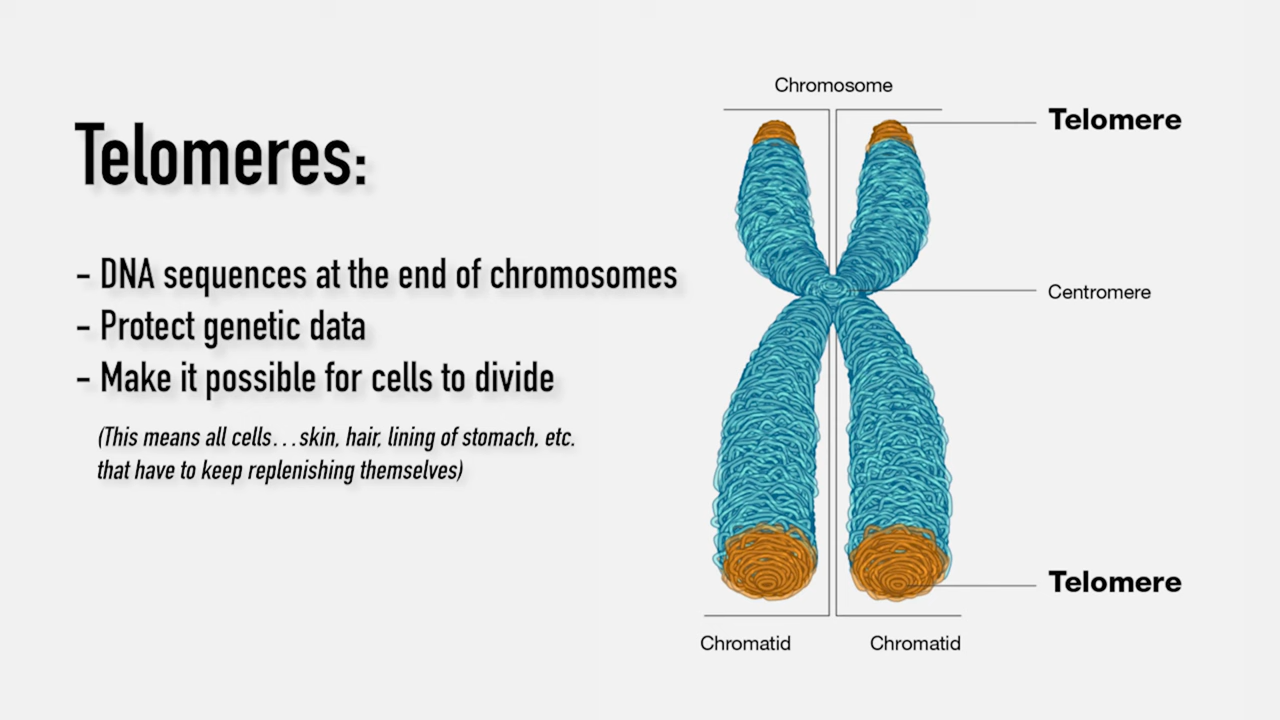 Telomeres:
- DNA sequences at the end of chromosomes
- Protect genetic data
- Make it possible for cells to divide
(This means all cells...skin, hair, lining of stomach, etc.
that have to keep replenishing themselves)
Chromosome
Telomere
Centromere
Telomere
Chromatid
Chromatid